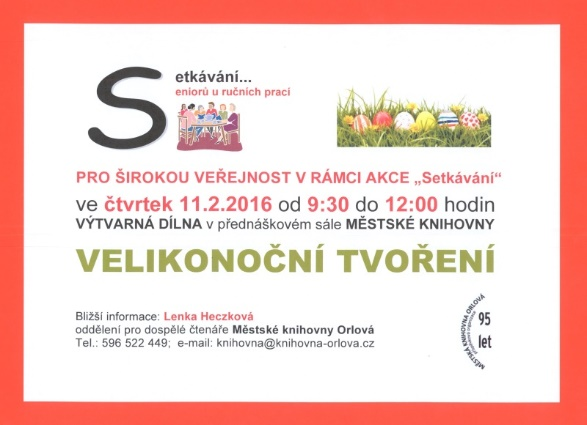 Setkávání...
eniorů u ručních prací
PRO ŠIROKOU VEŘEJNOST V RÁMCI AKCE „Setkávání“
ve čtvrtek 11.2.2016 od 9:30 do 12:00 hodin
VÝTVARNÁ DÍLNA v přednáškovém sále MĚSTSKÉ KNIHOVNY
VELIKONOČNÍ TVOŘENÍ
Bližší informace: Lenka Heczková
oddělení pro dospělé čtenáře Městské knihovny Orlová
Tel.: 596 522 449; e-mail: knihovna@knihovna-orlova.cz
MĚSTSKÁ KNIHOVNA ORLOVÁ
95
let